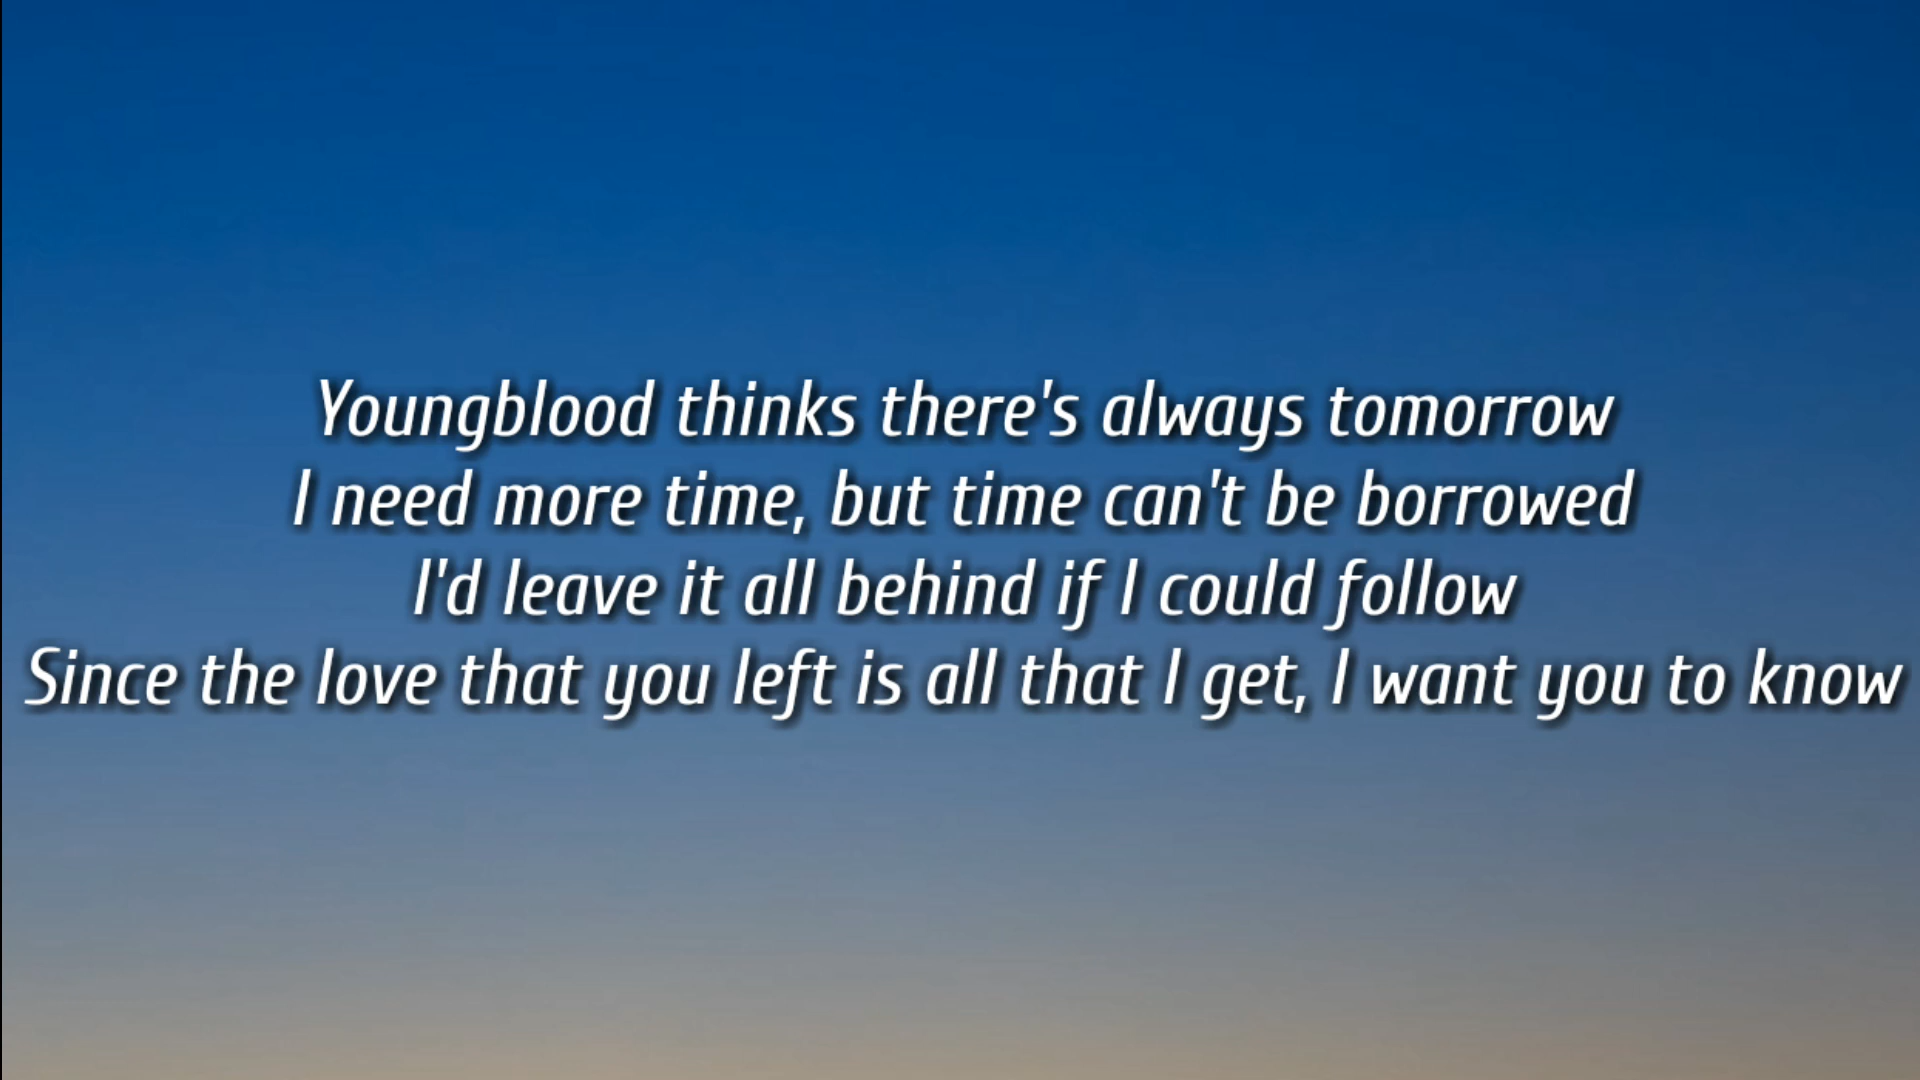 Youngblood thinks there's always tomorrow
I need more time, but time can't be borrowed
I'd leave it all behind if I could follow
Since the love that you left is all that I get, I want you to know